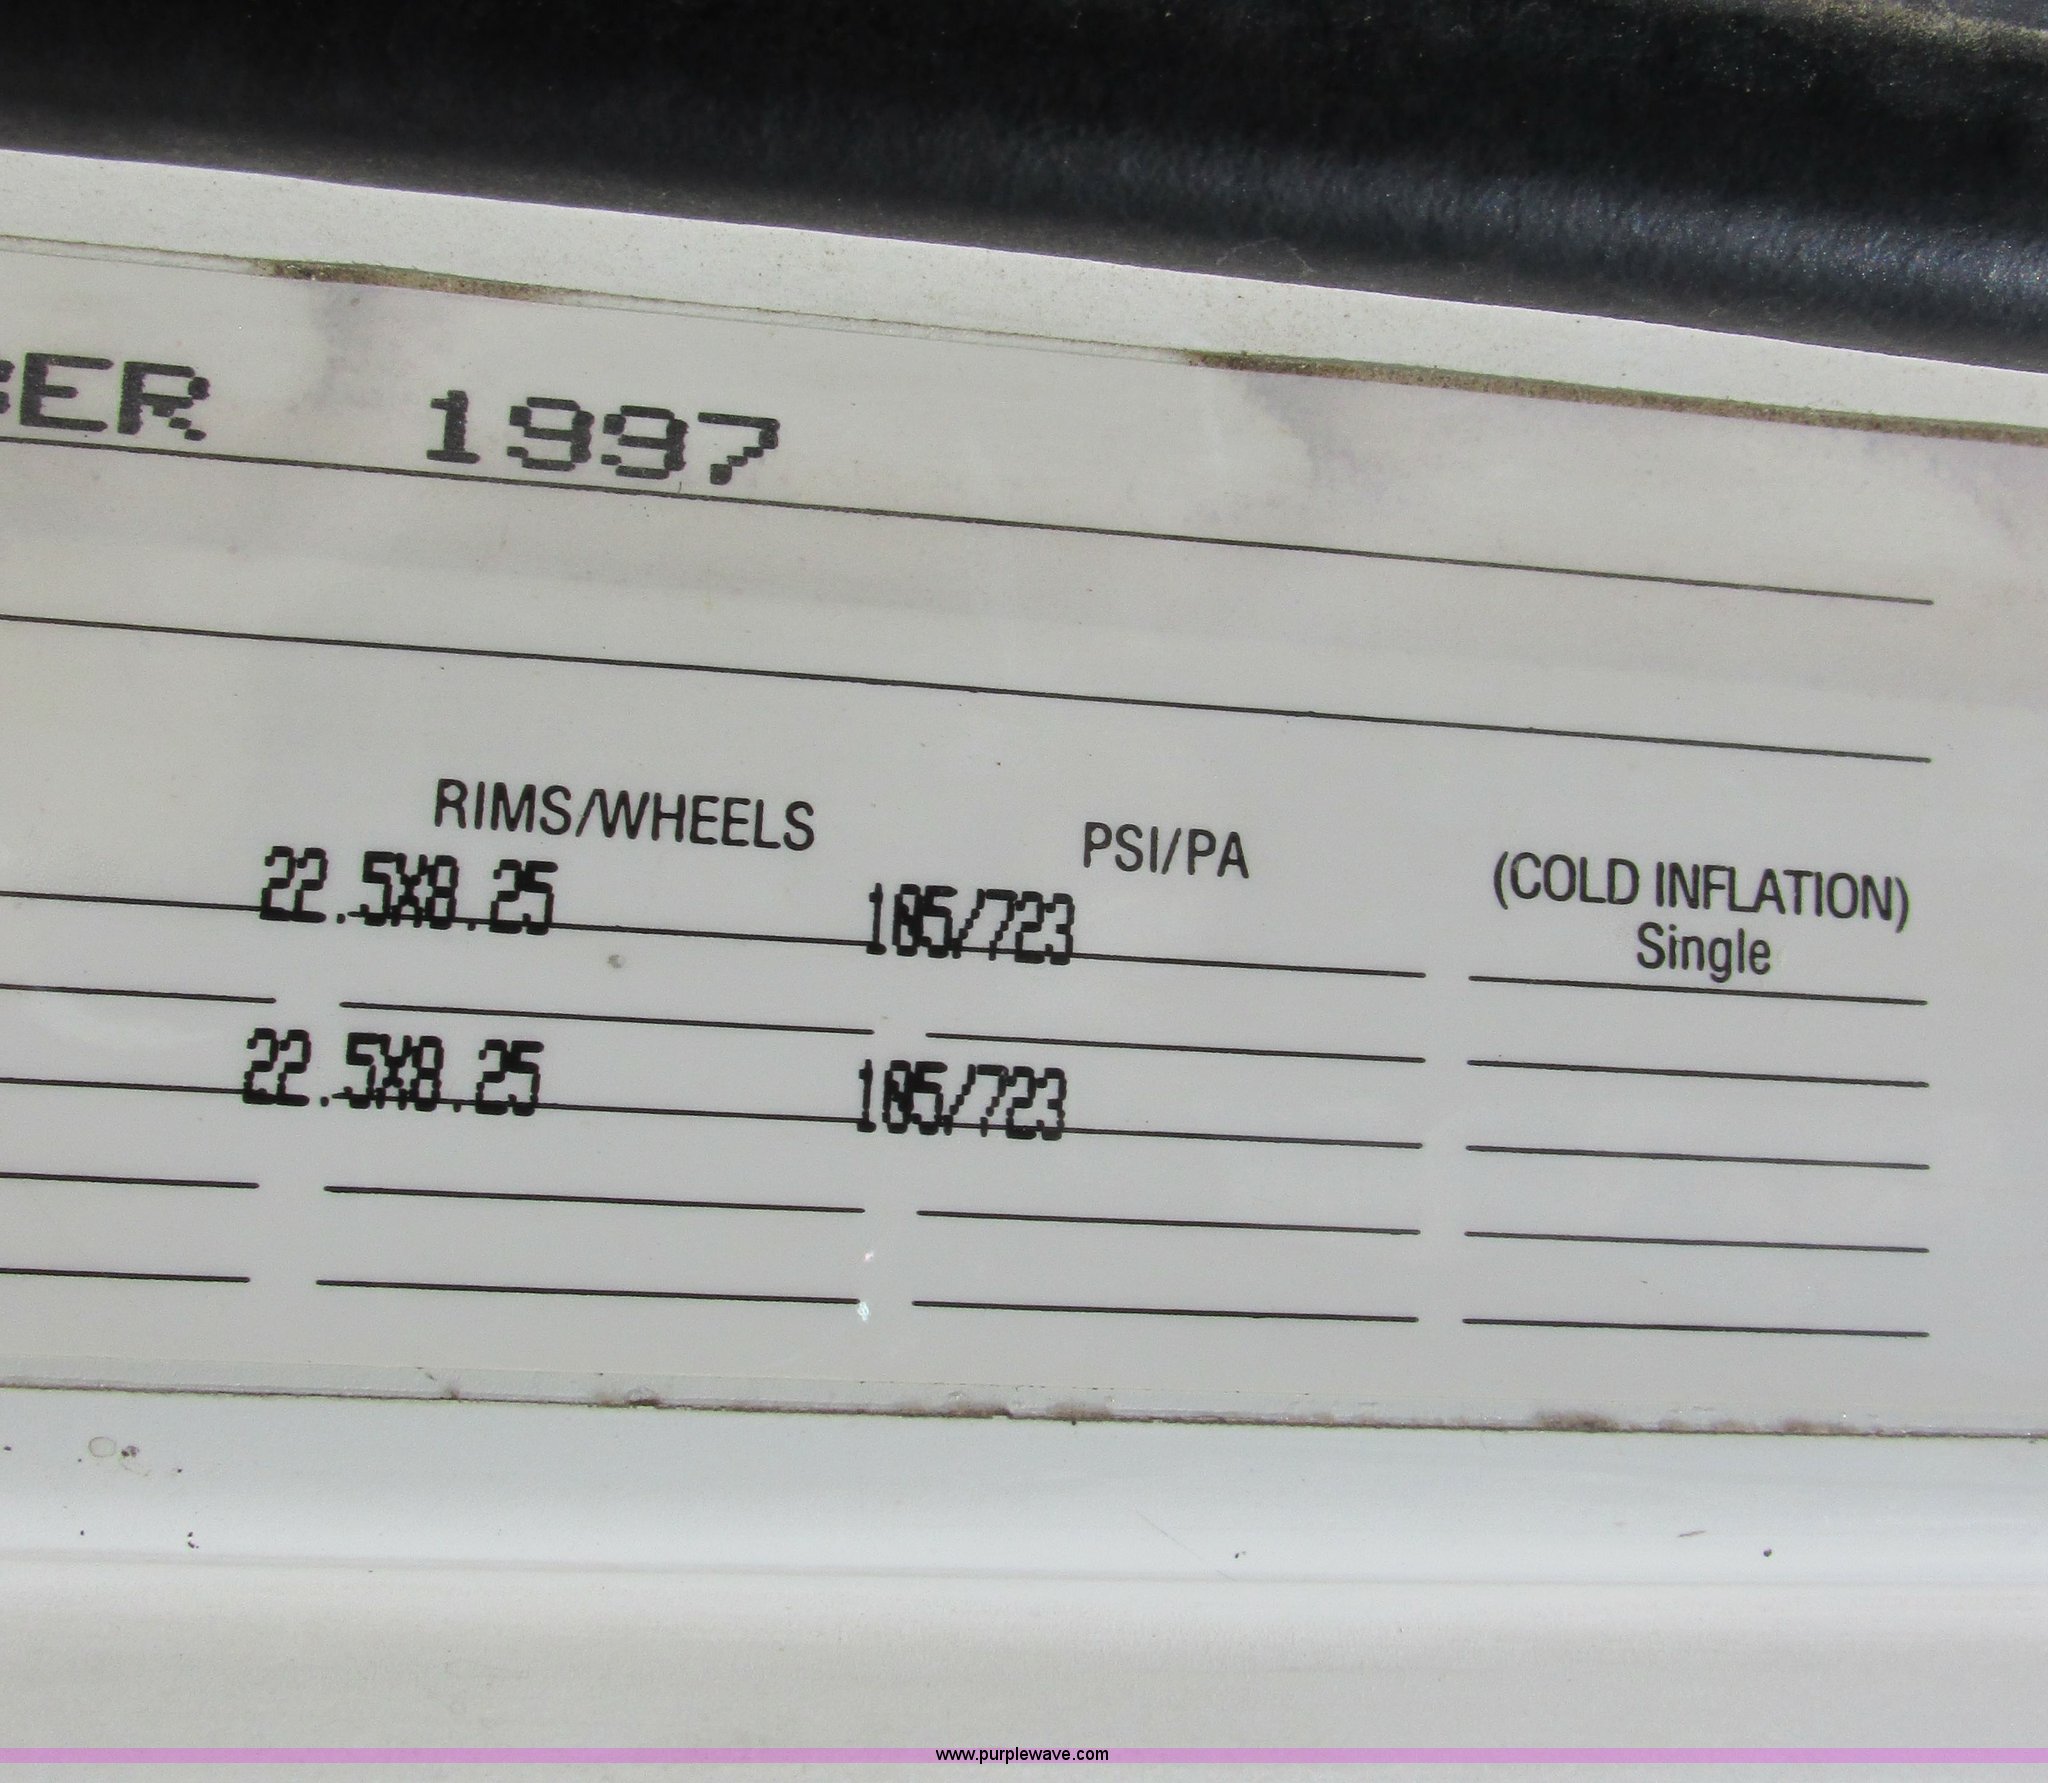 BER 1997
RIMS/WHEELS PSI/PA (COLD INFLATION)
22.5X8.25 105/723 Single
22.5X8.25 105/723
www.purplewave.com